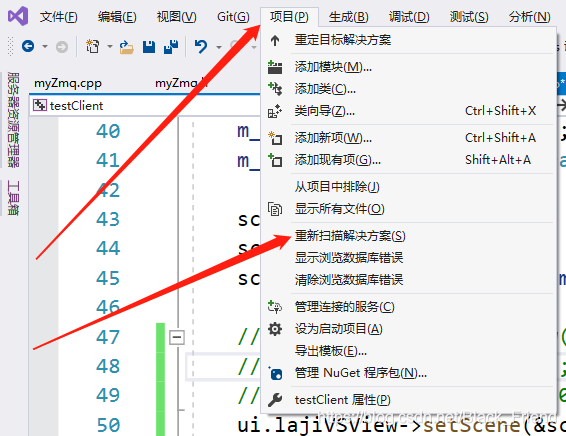 文件(F) 编辑(E) 视图(V) Git(G) 项目(P) 生成(B) 调试(D) 测试(S) 分析(N)
myZmq.cpp myZmq.h
testClient
服务器资源管理器
工具箱
重定目标解决方案
添加模块(M)...
添加类(C)...
类向导(Z)... Ctrl+Shift+X
添加新项(W)... Ctrl+Shift+A
添加现有项(G)... Shift+Alt+A
从项目中排除(J)
显示所有文件(O)
重新扫描解决方案(S)
显示浏览数据库错误
清除浏览数据库错误
管理连接的服务(C)
设为启动项目(A)
导出模板(E)...
管理 NuGet 程序包(N)...
testClient 属性(P)
40 m_
41 m_
42
43 sc
44 sc
45 sc
46
47 //
48 //
49 //
50 ui.lajiVSView->setScene(&sc
https://blog.csdn.net/Black_Friend